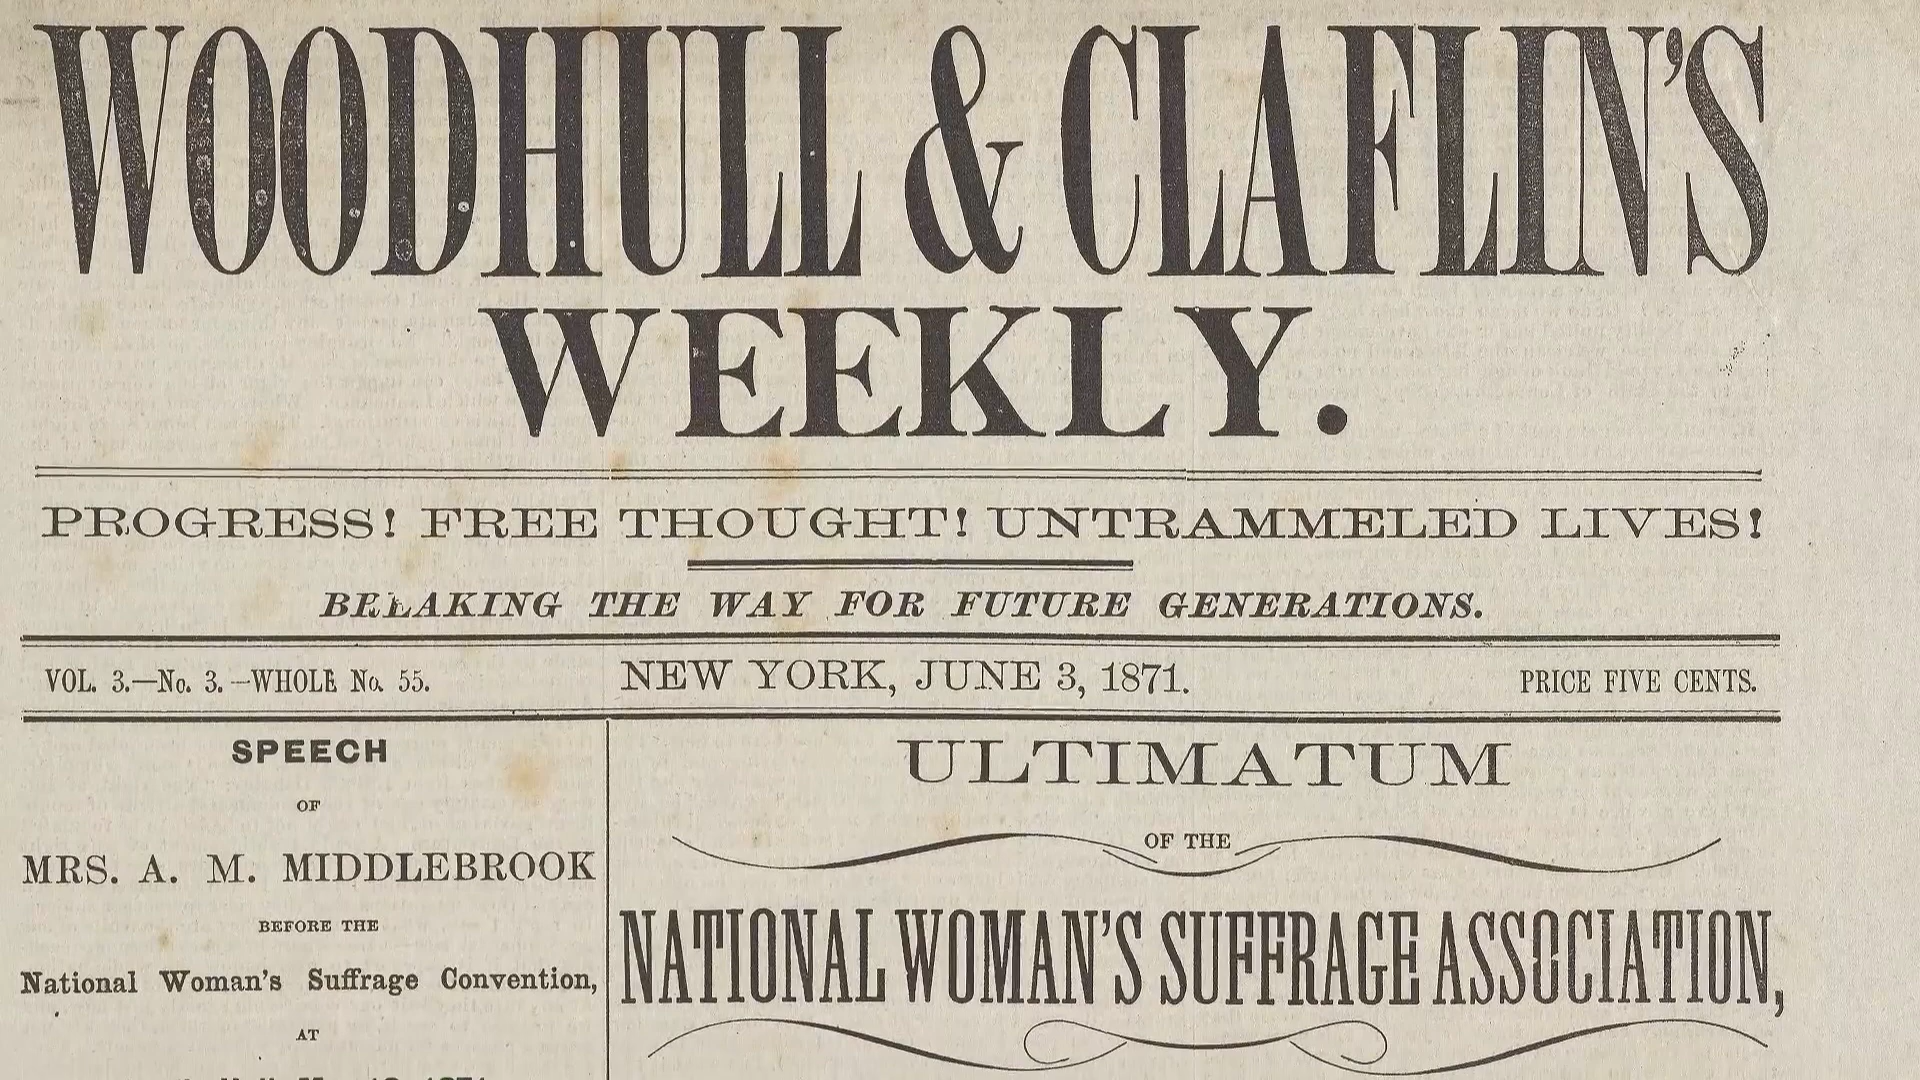 WOODHULL & CLAFLIN'S
WEEKLY.
PROGRESS! FREE THOUGHT! UNTRAMMELED LIVES!
BREAKING THE WAY FOR FUTURE GENERATIONS.
VOL. 3.—No. 3.—WHOLE No. 55.
NEW YORK, JUNE 3, 1871.
PRICE FIVE CENTS.
SPEECH
OF
MRS. A. M. MIDDLEBROOK
BEFORE THE
National Woman's Suffrage Convention,
AT
ULTIMATUM
OF THE
NATIONAL WOMAN'S SUFFRAGE ASSOCIATION,